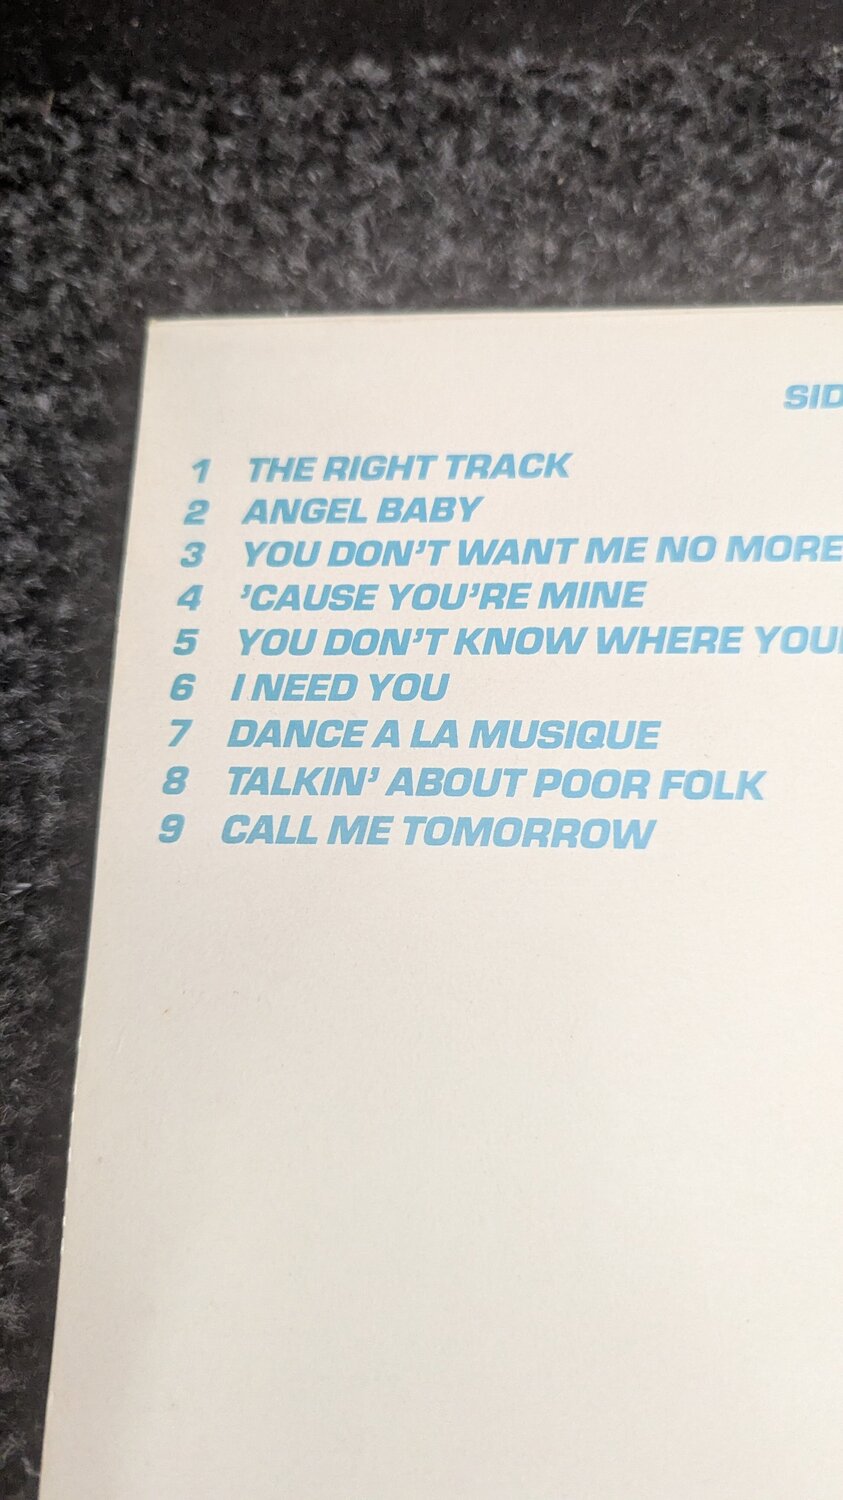 SID
1 THE RIGHT TRACK
2 ANGEL BABY
3 YOU DON'T WANT ME NO MORE
4 'CAUSE YOU'RE MINE
5 YOU DON'T KNOW WHERE YOU
6 I NEED YOU
7 DANCE A LA MUSIQUE
8 TALKIN' ABOUT POOR FOLK
9 CALL ME TOMORROW